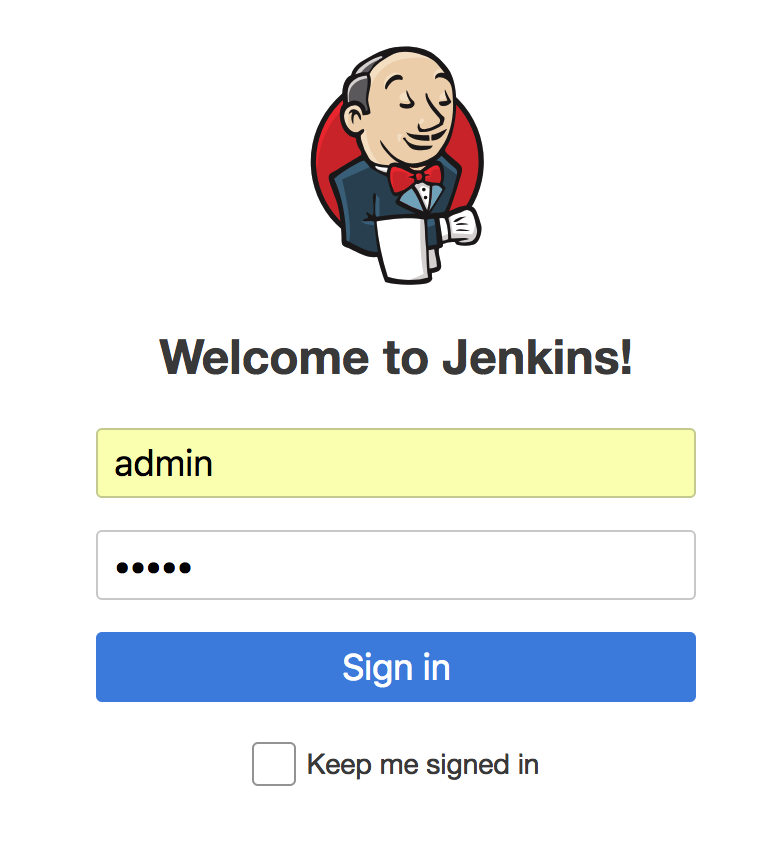 Welcome to Jenkins!
admin
•••••
Sign in
Keep me signed in